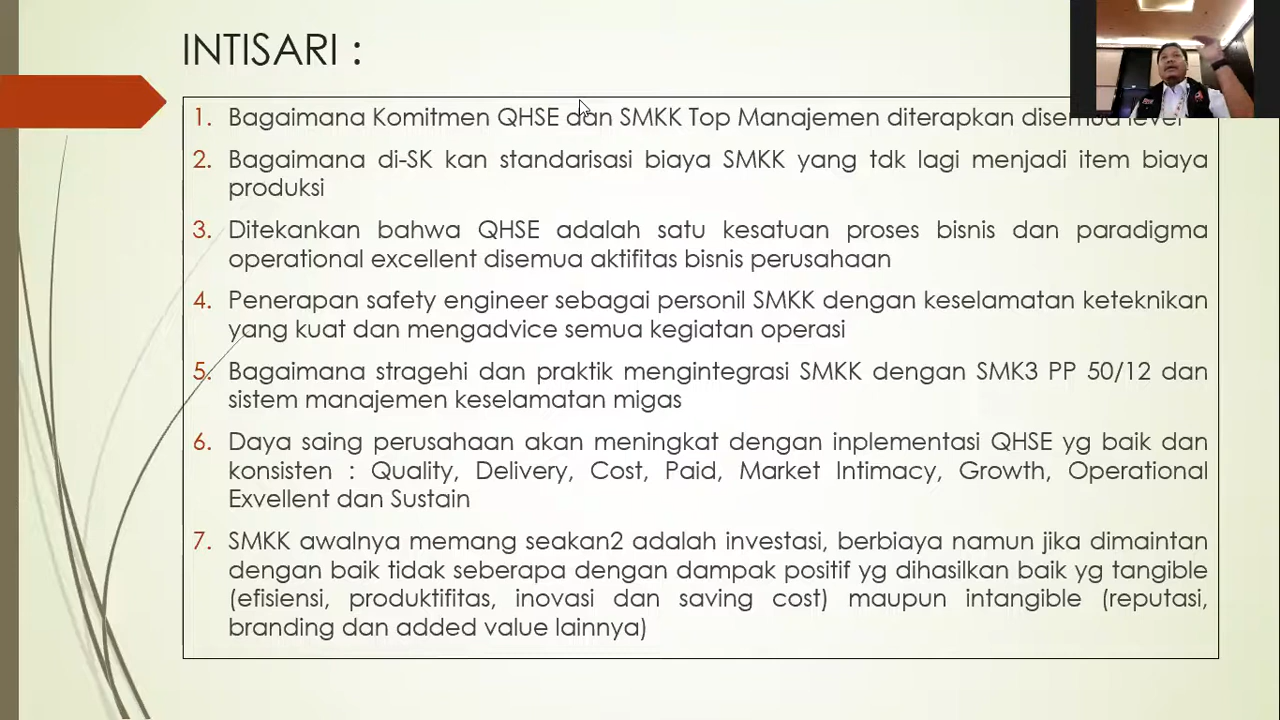 INTISARI :
1. Bagaimana Komitmen QHSE dan SMKK Top Manajemen diterapkan disemua level
2. Bagaimana di-SK kan standarisasi biaya SMKK yang tdk lagi menjadi item biaya
produksi
3. Ditekankan bahwa QHSE adalah satu kesatuan proses bisnis dan paradigma
operational excellent disemua aktifitas bisnis perusahaan
4. Penerapan safety engineer sebagai personil SMKK dengan keselamatan keteknikan
yang kuat dan mengadvice semua kegiatan operasi
5. Bagaimana stragehi dan praktik mengintegrasi SMKK dengan SMK3 PP 50/12 dan
sistem manajemen keselamatan migas
6. Daya saing perusahaan akan meningkat dengan inplementasi QHSE yg baik dan
konsisten : Quality, Delivery, Cost, Paid, Market Intimacy, Growth, Operational
Exvellent dan Sustain
7. SMKK awalnya memang seakan2 adalah investasi, berbiaya namun jika dimaintan
dengan baik tidak seberapa dengan dampak positif yg dihasilkan baik yg tangible
(efisiensi, produktifitas, inovasi dan saving cost) maupun intangible (reputasi,
branding dan added value lainnya)